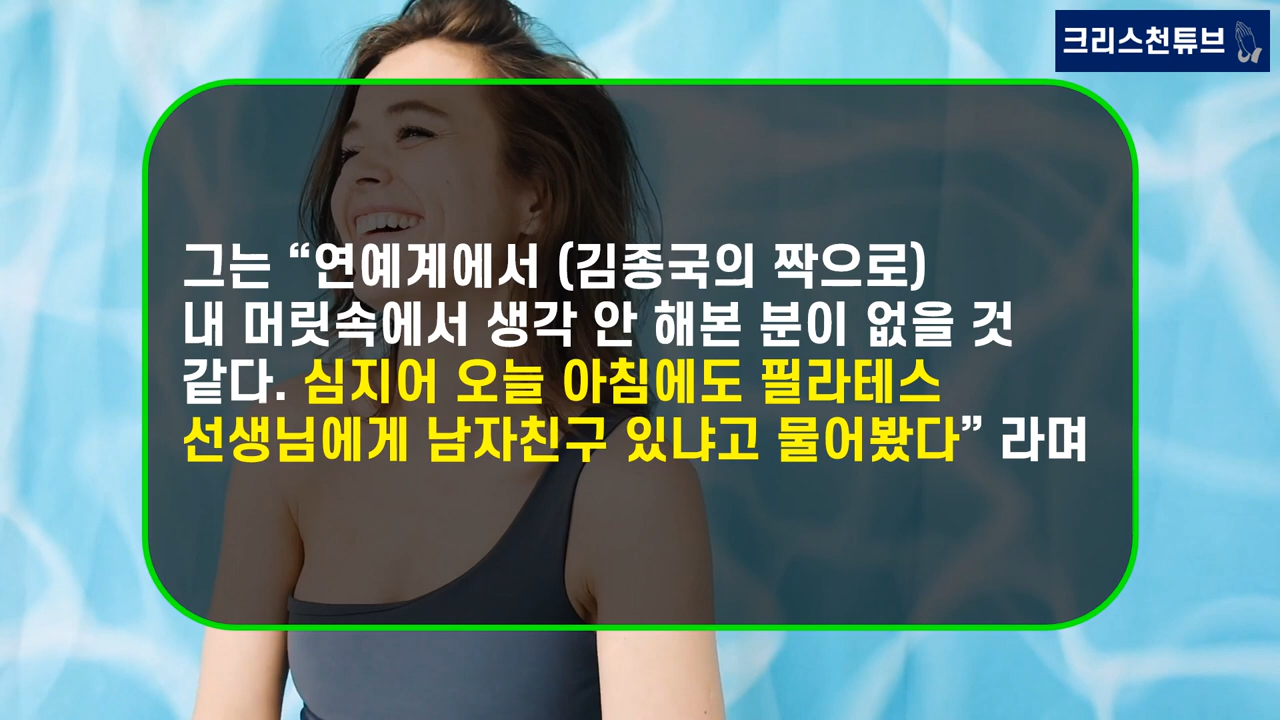 크리스천튜브
그는 “연예계에서 (김종국의 짝으로)
내 머릿속에서 생각 안 해본 분이 없을 것
같다. 심지어 오늘 아침에도 필라테스
선생님에게 남자친구 있냐고 물어봤다” 라며